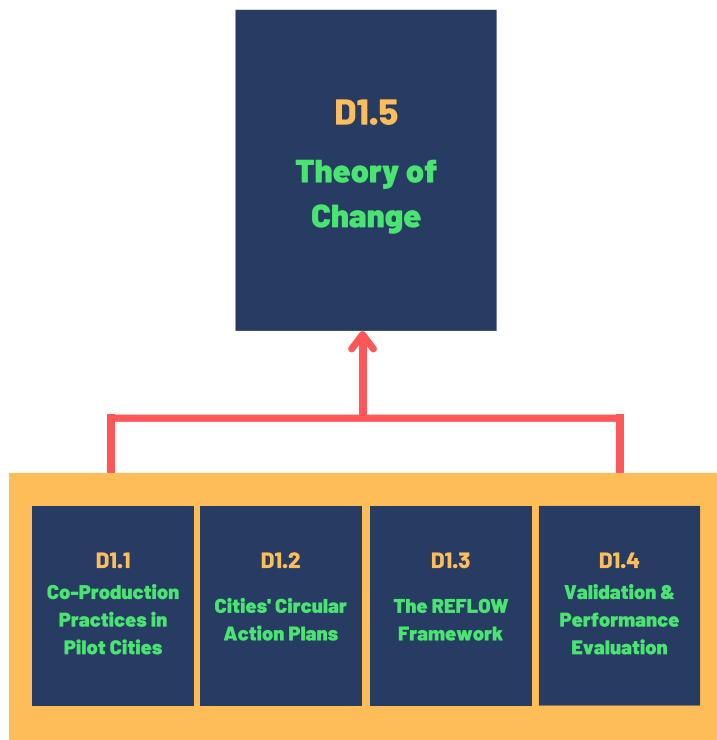 D1.5
Theory of
Change
D1.1
Co-Production
Practices in
Pilot Cities
D1.2
Cities' Circular
Action Plans
D1.3
The REFLOW
Framework
D1.4
Validation &
Performance
Evaluation